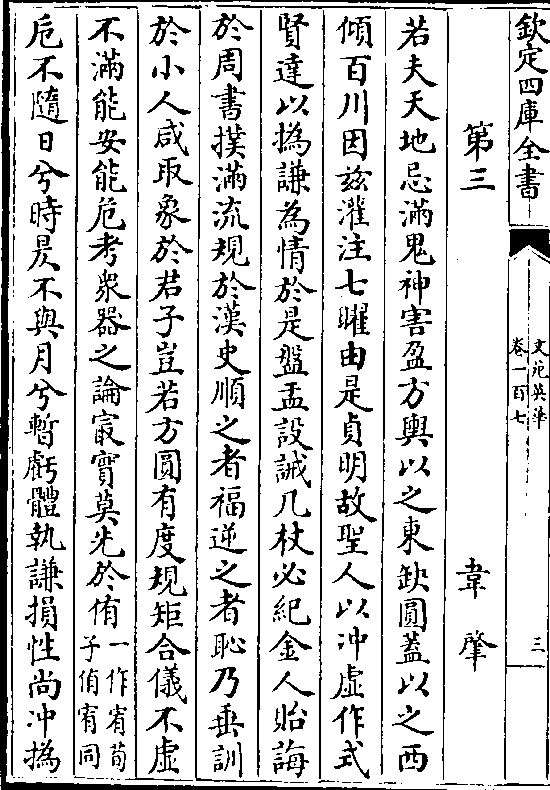 欽定四庫全書
文苑英華
卷一百七
三
第三 韋肇
若夫天地忌滿鬼神害盈方輿以之東缺圓蓋以之西
傾百川因玆灌注七曜由是貞明故聖人以沖虛作式
賢達以撝謙為情於是盤盂設誡几杖必紀金人貽誨
於周書撲滿流規於漢史順之者福逆之者恥乃垂訓
於小人咸取象於君子豈若方圓有度規矩合儀不虛
不滿能安能危考衆器之論寂寳莫先於侑一作宥荀子侑宥同
巵不隨日兮時昃不與月兮暫虧體執謙損性尚沖撝